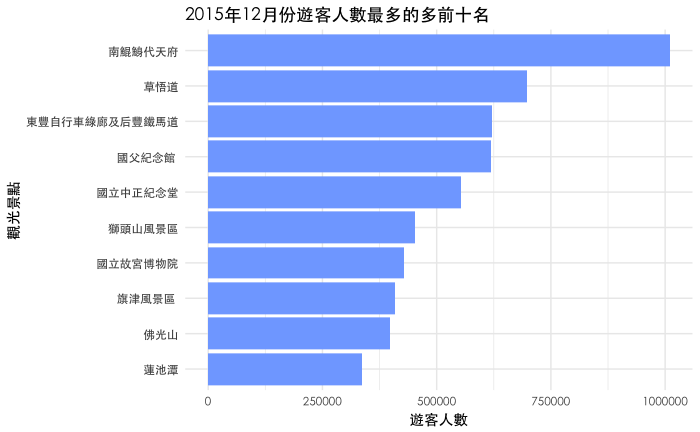 2015年12月份遊客人數最多的多前十名
南鯤鯓代天府
草悟道
東豐自行車綠廊及后豐鐵馬道
國父紀念館
國立中正紀念堂
獅頭山風景區
國立故宮博物院
旗津風景區
佛光山
蓮池潭
觀光景點
0
250000
500000
750000
1000000
遊客人數